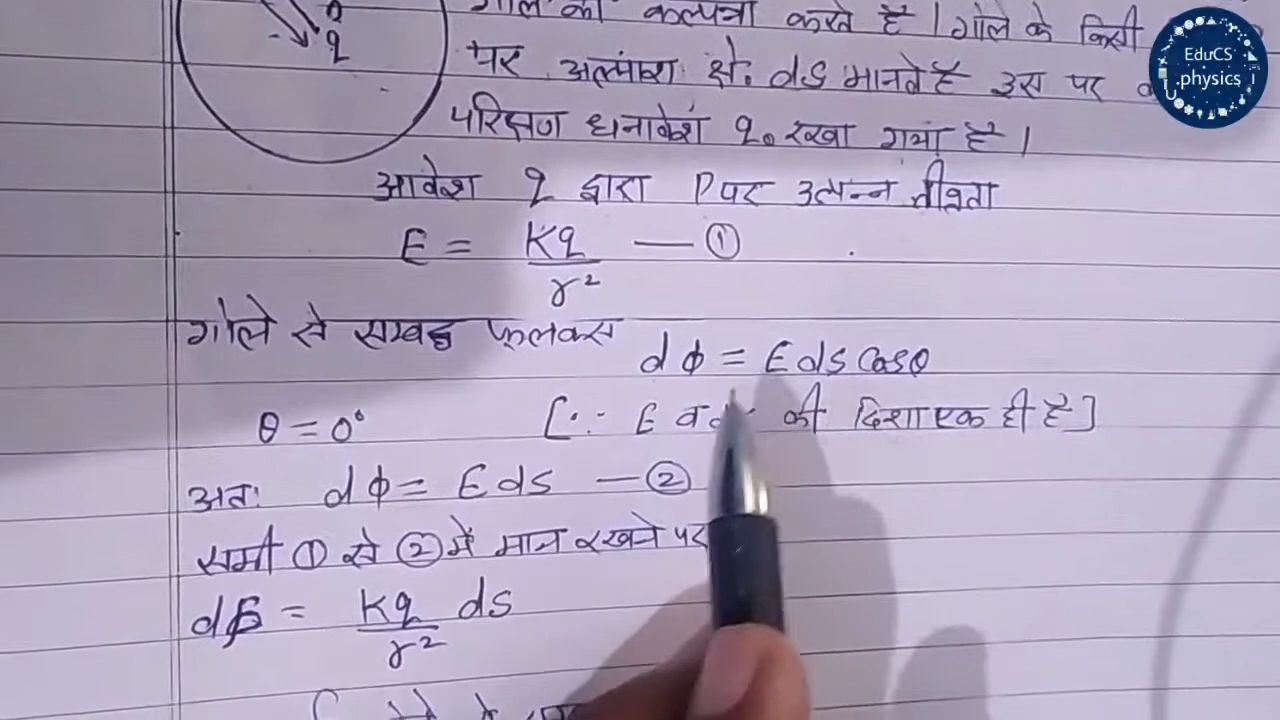 गोले की कल्पना करते है । गोले के किसी
पर अल्पांश क्षे. ds मानते है उस पर
q
परिक्षण धनावेश q₀ रखा गया है ।
आवेश q द्वारा P पर उत्पन्न तीव्रता
E = Kq/r² — ①
गोले से सम्बद्ध फ्लक्स dϕ = E ds Cosθ
θ = 0° [∵ E व की दिशा एक ही है]
अतः dϕ = E ds — ②
समी ① से ② में मान रखने पर
dϕ = Kq/r² ds
EduCS
physics